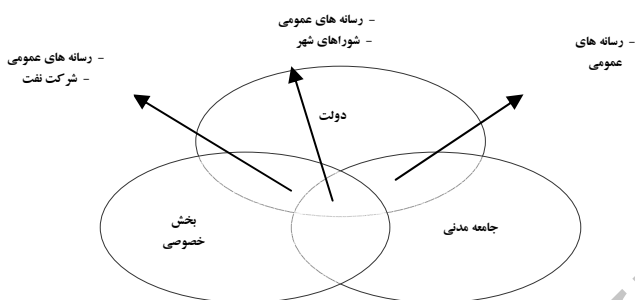 - رسانه های عمومی
- شوراهای شهر
- رسانه های
عمومی
- رسانه های عمومی
- شرکت نفت
دولت
بخش
خصوصی
جامعه مدنی